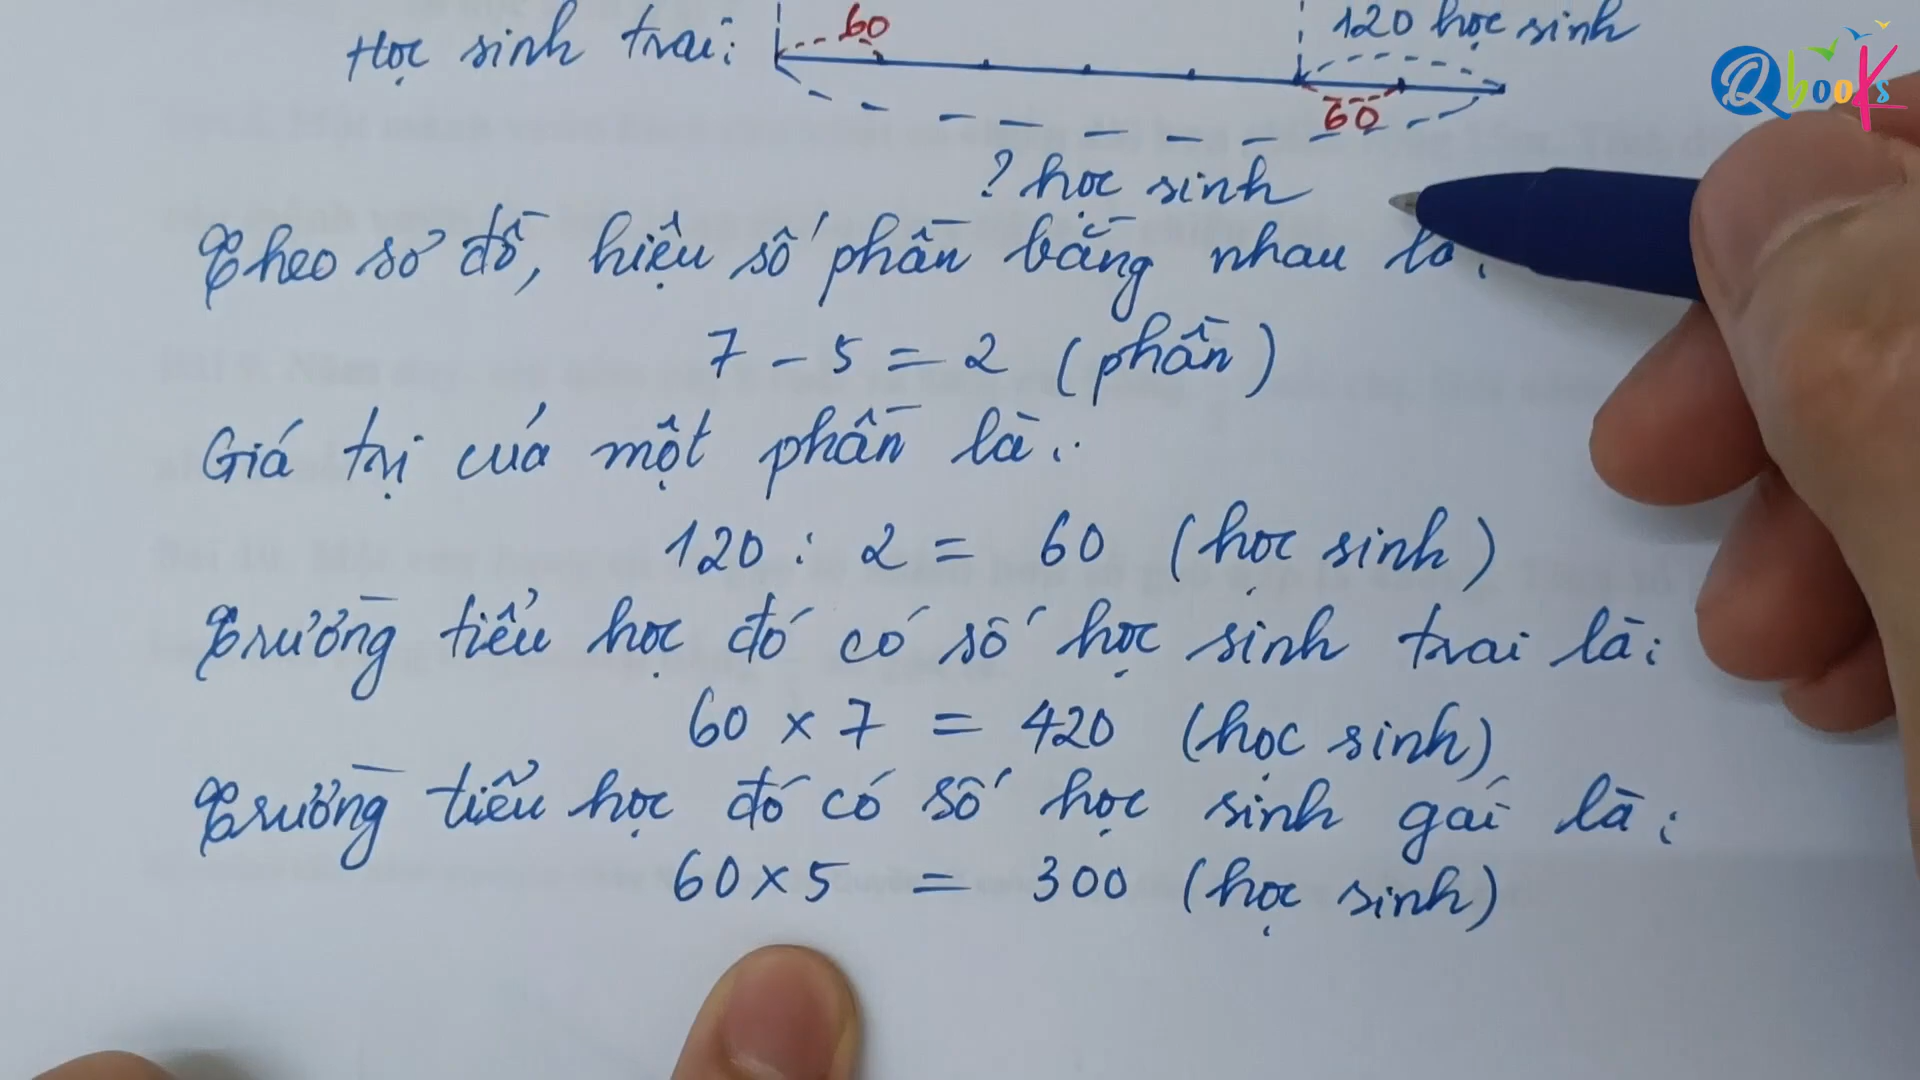 60
120 học sinh
Học sinh trai:
60
? học sinh
Theo sơ đồ, hiệu số phần bằng nhau là:
7 - 5 = 2 (phần)
Giá trị của một phần là:
120 : 2 = 60 (học sinh)
Trường tiểu học đó có số học sinh trai là:
60 x 7 = 420 (học sinh)
Trường tiểu học đó có số học sinh gái là:
60 x 5 = 300 (học sinh)
Qbooks